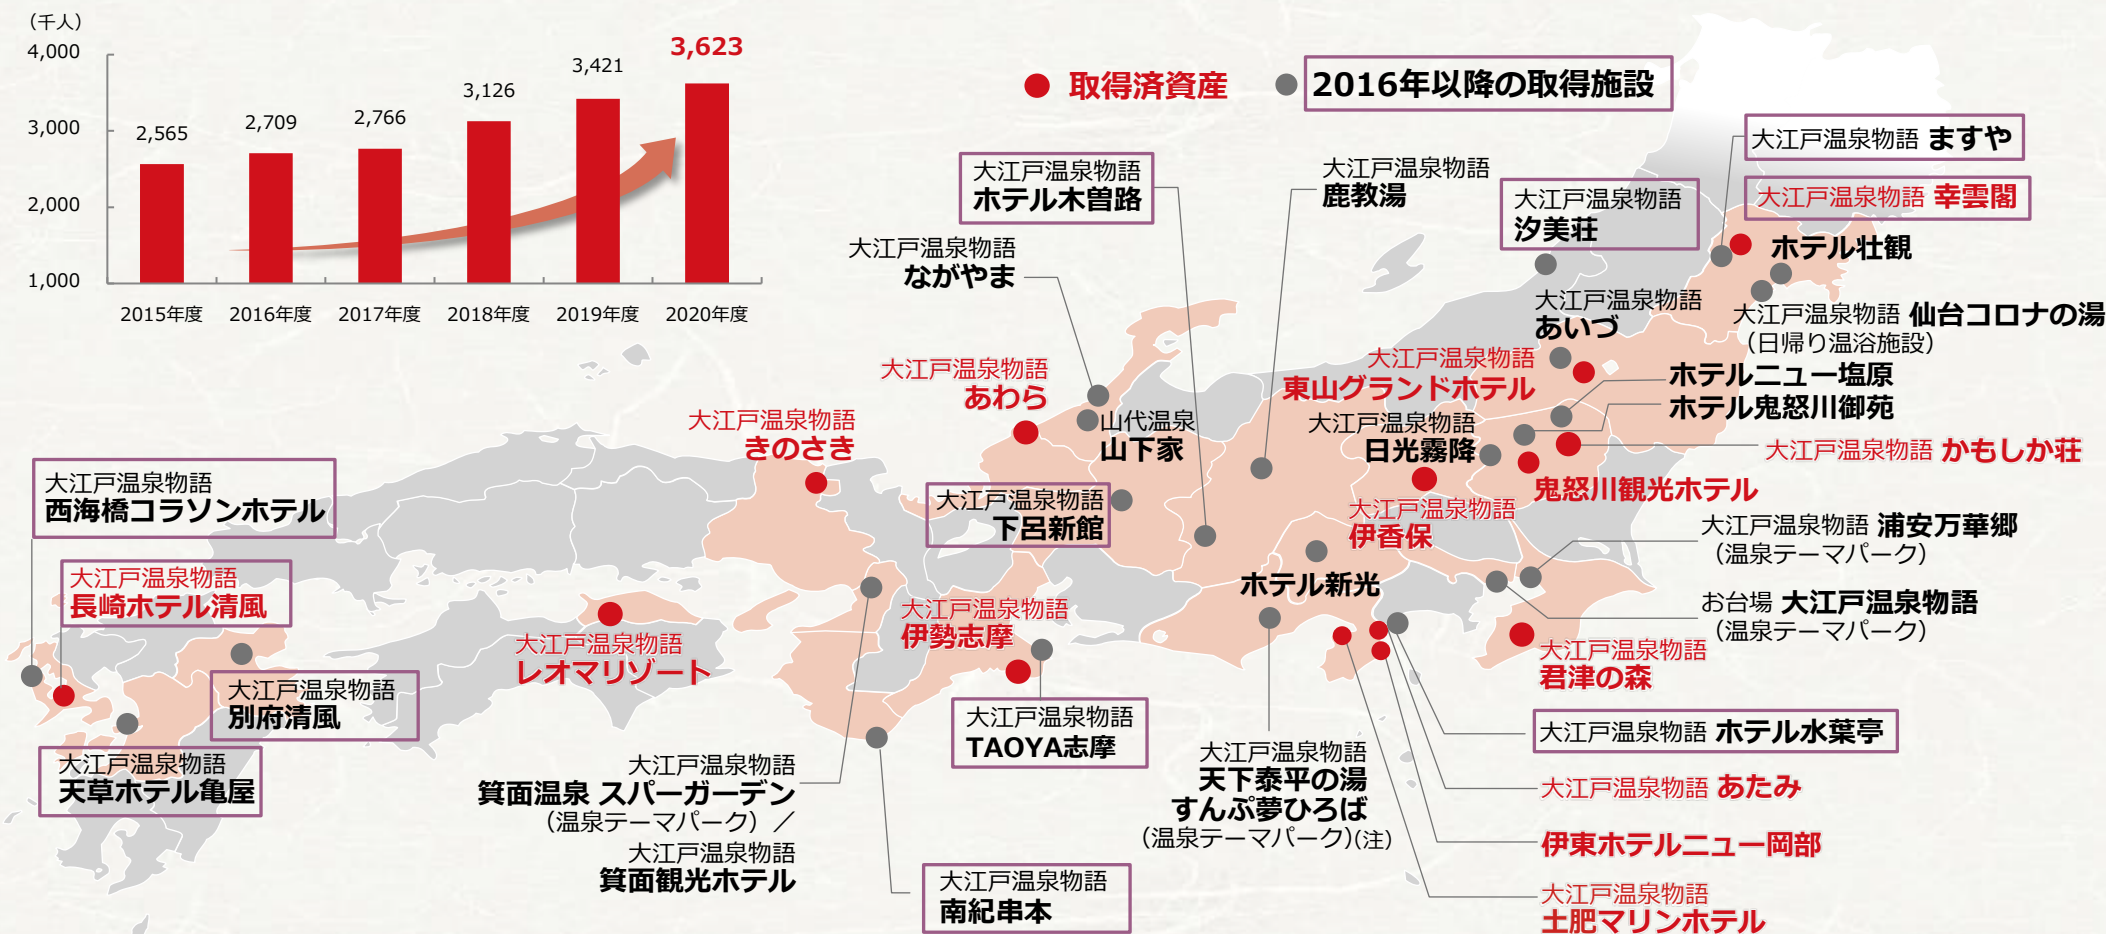 （千人）
4,000
3,000
2,000
1,000
2,565
2,709
2,766
3,126
3,421
3,623
2015年度
2016年度
2017年度
2018年度
2019年度
2020年度
取得済資産
2016年以降の取得施設
大江戸温泉物語 ますや
大江戸温泉物語 幸雲閣
ホテル壮観
大江戸温泉物語 仙台コロナの湯
（日帰り温浴施設）
大江戸温泉物語
汐美荘
大江戸温泉物語
あいづ
大江戸温泉物語
東山グランドホテル
ホテルニュー塩原
ホテル鬼怒川御苑
大江戸温泉物語
日光霧降
大江戸温泉物語 かもしか荘
鬼怒川観光ホテル
大江戸温泉物語
伊香保
大江戸温泉物語 浦安万華郷
（温泉テーマパーク）
お台場 大江戸温泉物語
（温泉テーマパーク）
大江戸温泉物語
君津の森
大江戸温泉物語
鹿教湯
大江戸温泉物語
ホテル木曽路
大江戸温泉物語
ながやま
大江戸温泉物語
あわら
山代温泉
山下家
大江戸温泉物語
下呂新館
ホテル新光
大江戸温泉物語
きのさき
大江戸温泉物語
西海橋コラソンホテル
大江戸温泉物語
長崎ホテル清風
大江戸温泉物語
別府清風
大江戸温泉物語
天草ホテル亀屋
大江戸温泉物語
レオマリゾート
大江戸温泉物語
伊勢志摩
大江戸温泉物語
TAOYA志摩
大江戸温泉物語
箕面温泉 スパーガーデン
（温泉テーマパーク）／
大江戸温泉物語
箕面観光ホテル
大江戸温泉物語
南紀串本
大江戸温泉物語
天下泰平の湯
すんぷ夢ひろば
（温泉テーマパーク）(注)
大江戸温泉物語 ホテル水葉亭
大江戸温泉物語 あたみ
伊東ホテルニュー岡部
大江戸温泉物語
土肥マリンホテル